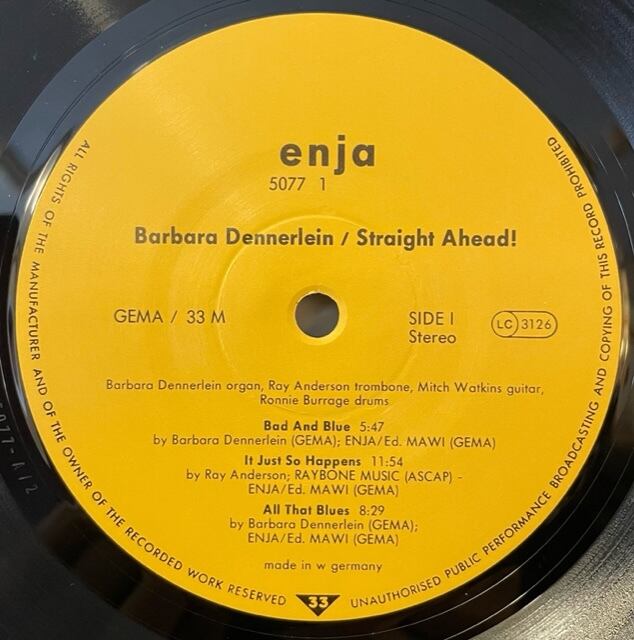 enja
5077 1
Barbara Dennerlein / Straight Ahead!
GEMA / 33 M
SIDE I
Stereo
LC 3126
Barbara Dennerlein organ, Ray Anderson trombone, Mitch Watkins guitar,
Ronnie Burrage drums
Bad And Blue 5:47
by Barbara Dennerlein (GEMA); ENJA/Ed. MAWI (GEMA)
It Just So Happens 11:54
by Ray Anderson; RAYBONE MUSIC (ASCAP) -
ENJA/Ed. MAWI (GEMA)
All That Blues 8:29
by Barbara Dennerlein (GEMA);
ENJA/Ed. MAWI (GEMA)
made in w germany
33
ALL RIGHTS OF THE MANUFACTURER AND OF THE OWNER OF THE RECORDED WORK RESERVED
UNAUTHORISED PUBLIC PERFORMANCE BROADCASTING AND COPYING OF THIS RECORD PROHIBITED